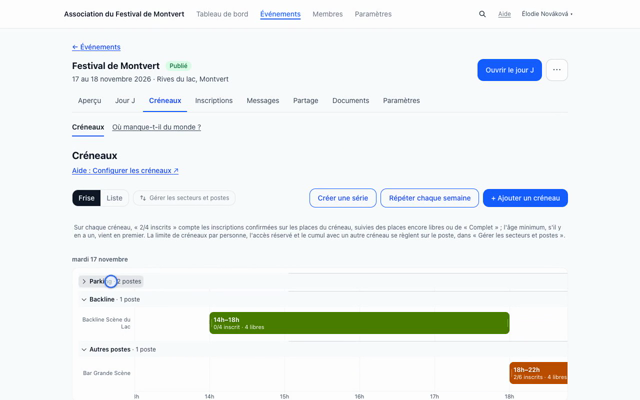 Association du Festival de Montvert
Tableau de bord
Événements
Membres
Paramètres
Aide
Élodie Nováková
← Événements
Festival de Montvert
Publié
17 au 18 novembre 2026 · Rives du lac, Montvert
Ouvrir le jour J
Aperçu
Jour J
Créneaux
Inscriptions
Messages
Partage
Documents
Paramètres
Créneaux
Où manque-t-il du monde ?
Créneaux
Aide : Configurer les créneaux ↗
Frise
Liste
Gérer les secteurs et postes
Créer une série
Répéter chaque semaine
+ Ajouter un créneau
Sur chaque créneau, « 2/4 inscrits » compte les inscriptions confirmées sur les places du créneau, suivies des places encore libres ou de « Complet » ; l'âge minimum, s'il y
en a un, vient en premier. La limite de créneaux par personne, l'accès réservé et le cumul avec un autre créneau se règlent sur le poste, dans « Gérer les secteurs et postes ».
mardi 17 novembre
2 postes
Backline · 1 poste
Backline Scène du
Lac
14h–18h
0/4 inscrit · 4 libres
Autres postes · 1 poste
Bar Grande Scène
18h–22h
2/6 inscrits · 4 libres
14h
15h
16h
17h
18h